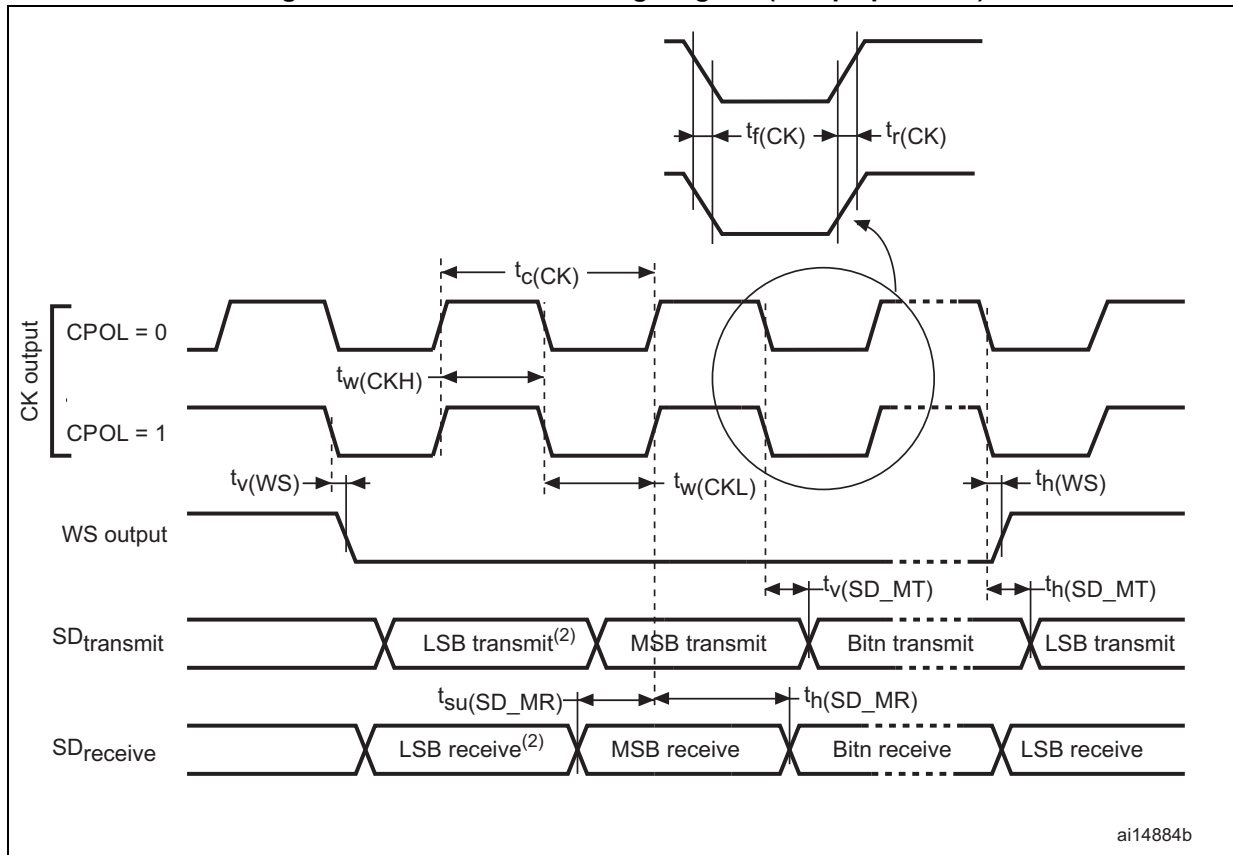 tf(CK)
tr(CK)
tc(CK)
CK output
CPOL = 0
tw(CKH)
CPOL = 1
tv(WS)
tw(CKL)
th(WS)
WS output
tv(SD_MT)
th(SD_MT)
SDtransmit
LSB transmit(2)
MSB transmit
Bitn transmit
LSB transmit
tsu(SD_MR)
th(SD_MR)
SDreceive
LSB receive(2)
MSB receive
Bitn receive
LSB receive
ai14884b